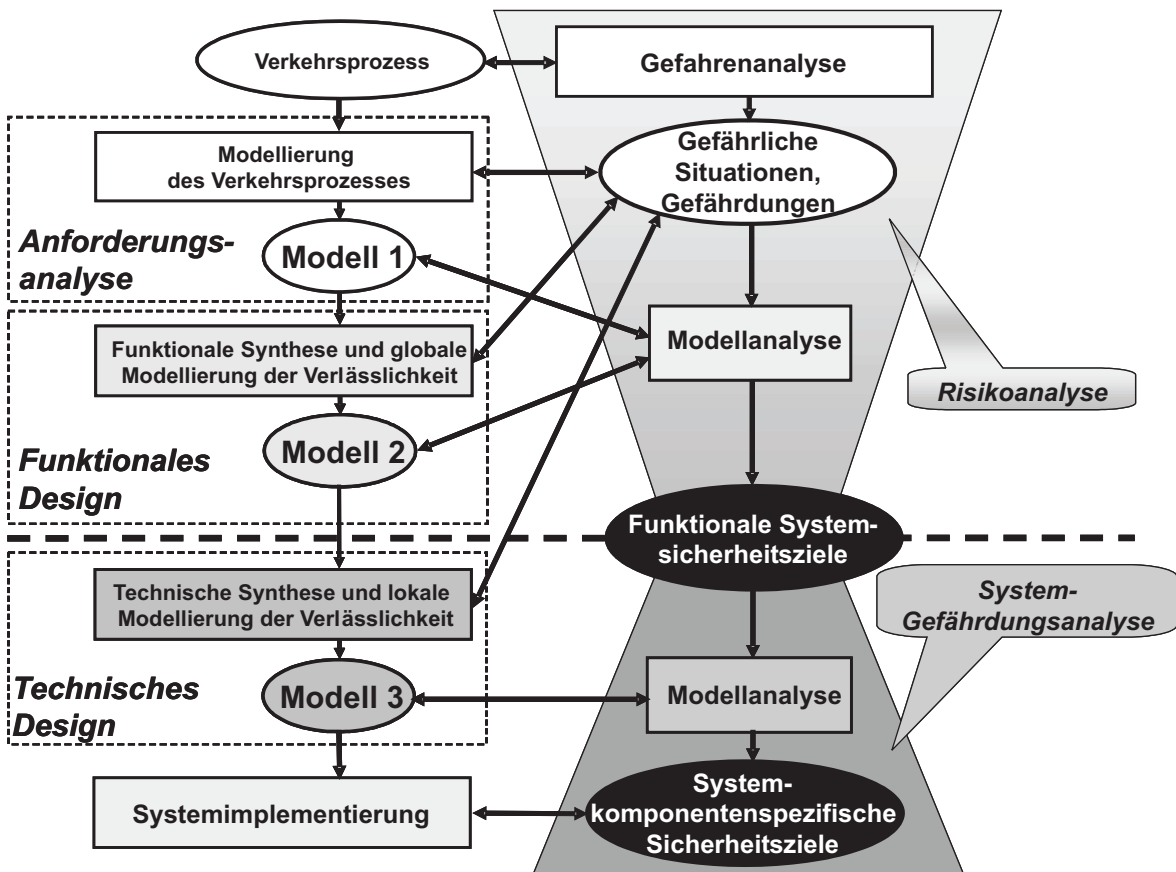 Verkehrsprozess
Gefahrenanalyse
Modellierung
des Verkehrsprozesses
Gefährliche
Situationen,
Gefährdungen
Anforderungs-
analyse
Modell 1
Funktionale Synthese und globale
Modellierung der Verlässlichkeit
Modellanalyse
Risikoanalyse
Modell 2
Funktionales
Design
Funktionale System-
sicherheitsziele
Technische Synthese und lokale
Modellierung der Verlässlichkeit
System-
Gefährdungsanalyse
Technisches
Design
Modell 3
Modellanalyse
Systemimplementierung
System-
komponentenspezifische
Sicherheitsziele